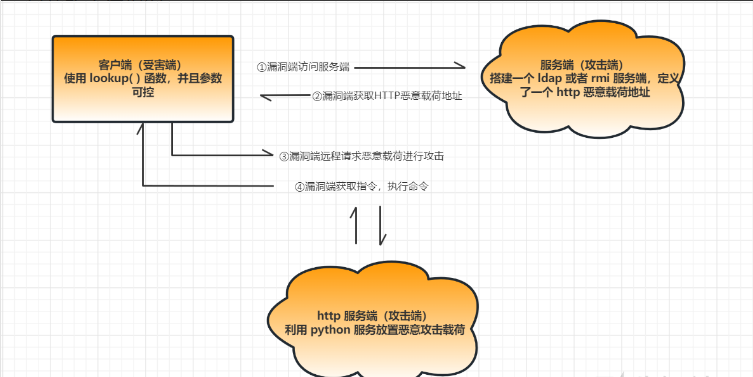 客户端（受害端）
使用 lookup( ) 函数，并且参数
可控
①漏洞端访问服务端
②漏洞端获取HTTP恶意载荷地址
服务端（攻击端）
搭建一个 ldap 或者 rmi 服务端，定义
了一个 http 恶意载荷地址
③漏洞端远程请求恶意载荷进行攻击
④漏洞端获取指令，执行命令
http 服务端（攻击端）
利用 python 服务放置恶意攻击载荷